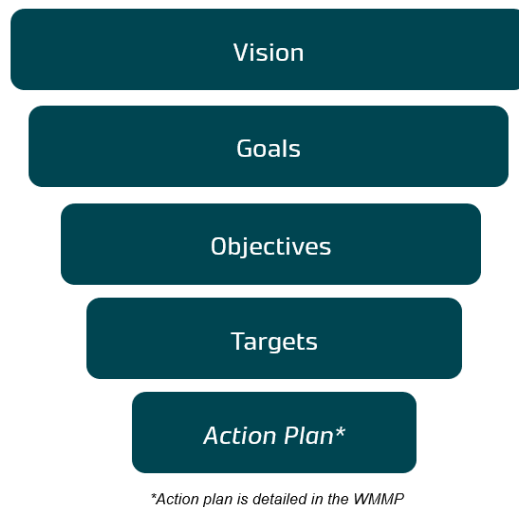 Vision
Goals
Objectives
Targets
Action Plan*
*Action plan is detailed in the WMMP